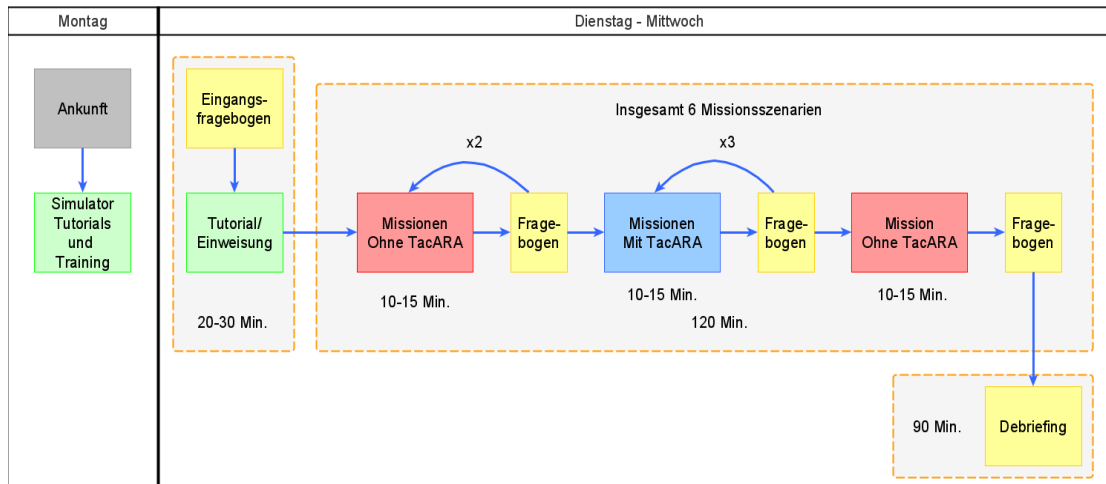 Montag
Dienstag - Mittwoch
Ankunft
Simulator
Tutorials
und
Training
Eingangs-
fragebogen
Tutorial/
Einweisung
20-30 Min.
Insgesamt 6 Missionsszenarien
x2
x3
Missionen
Ohne TacARA
Frage-
bogen
Missionen
Mit TacARA
Frage-
bogen
Mission
Ohne TacARA
Frage-
bogen
10-15 Min.
10-15 Min.
10-15 Min.
120 Min.
90 Min.
Debriefing